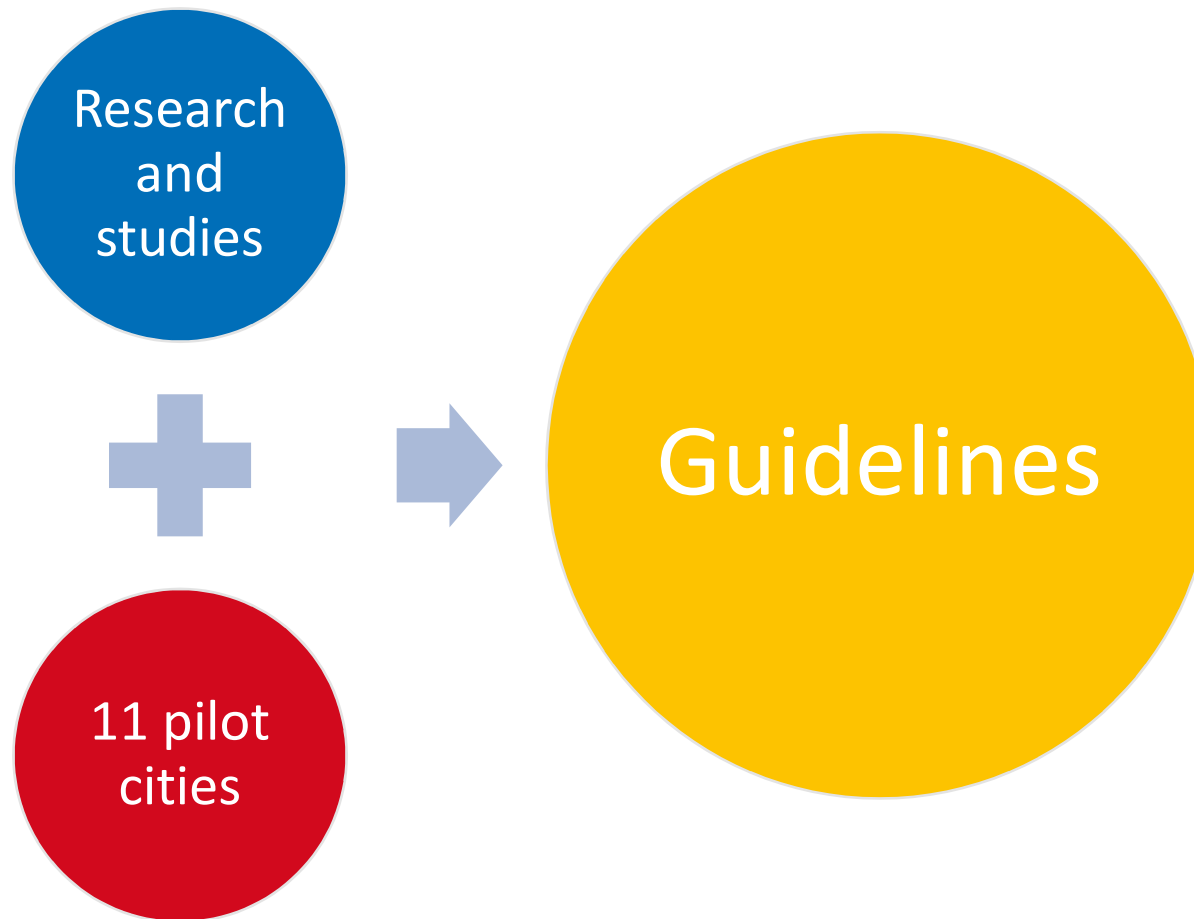 Research
and
studies
11 pilot
cities
Guidelines